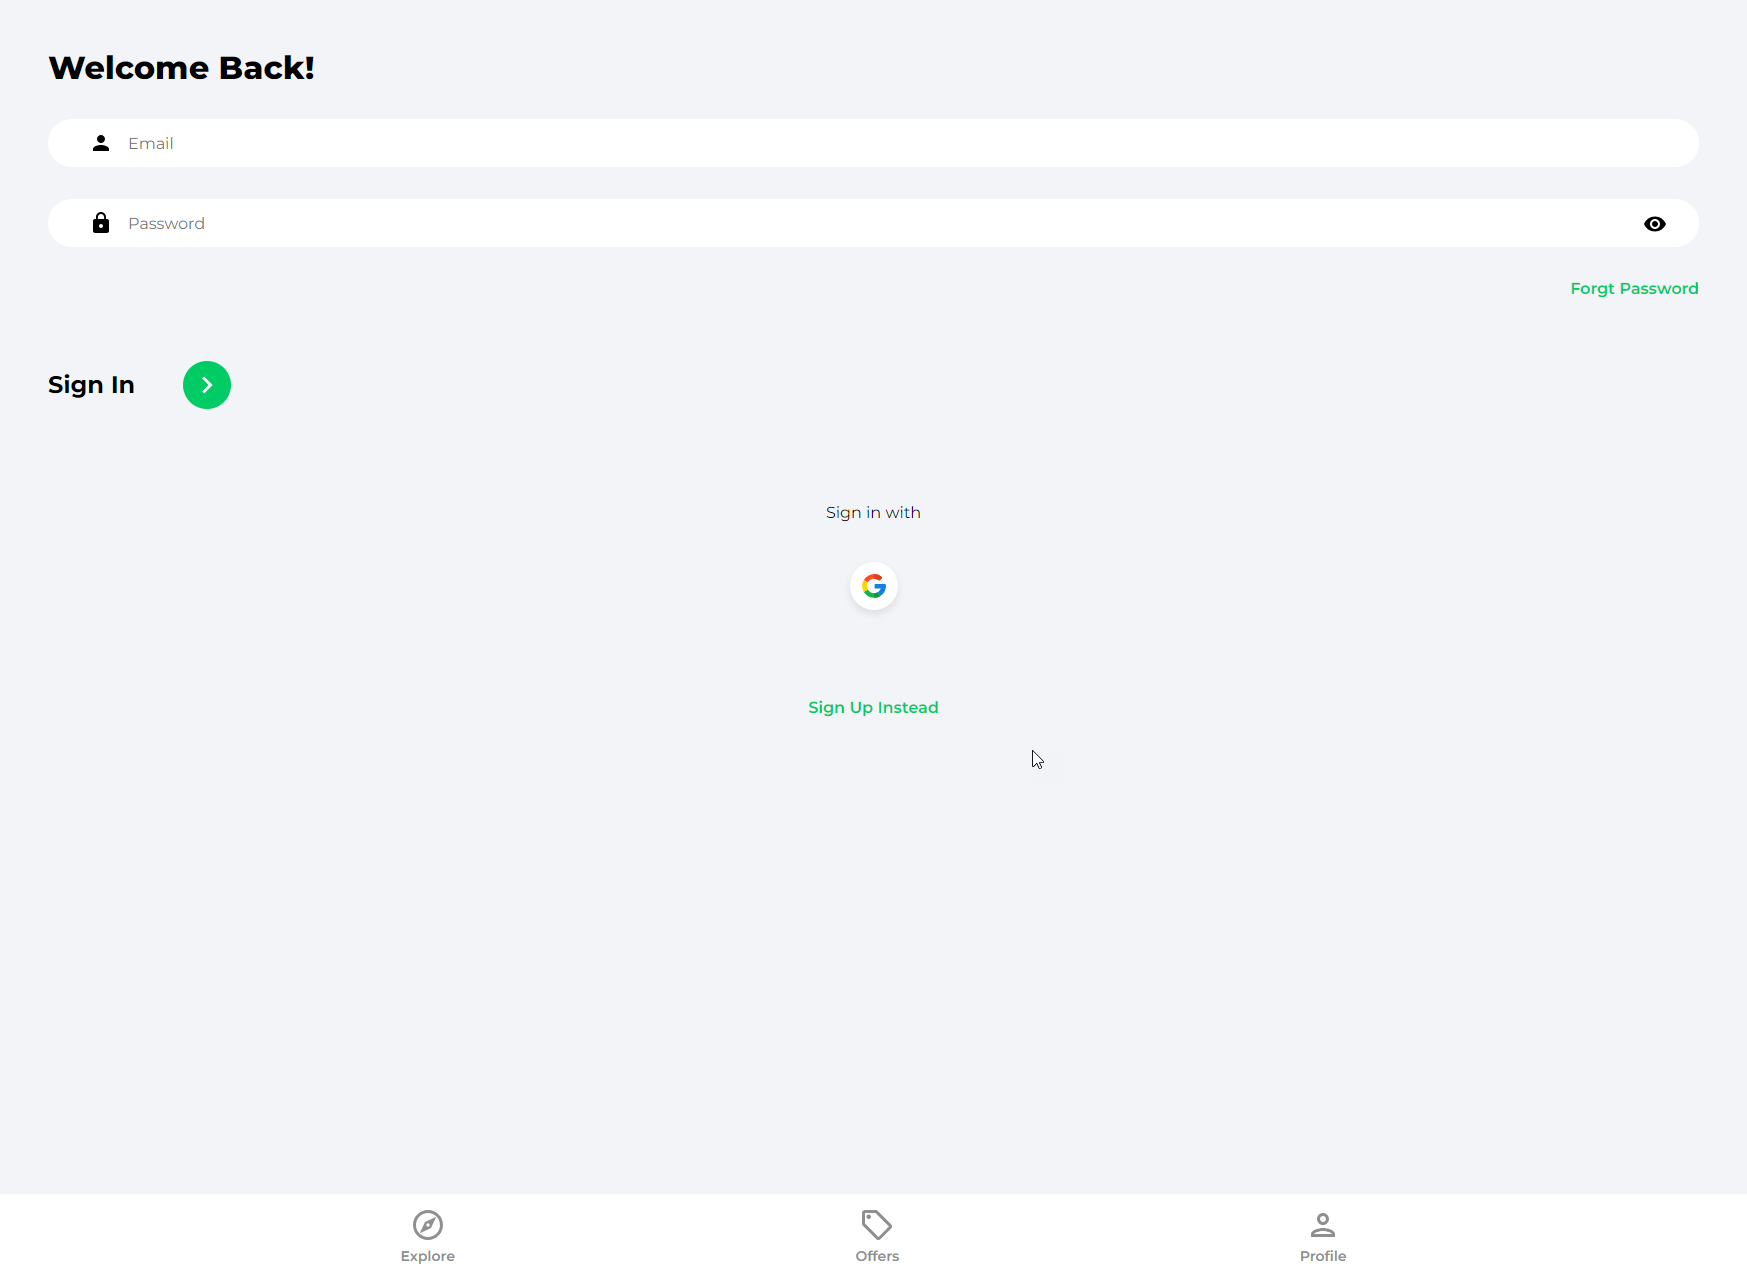 Welcome Back!
Email
Password
Forgt Password
Sign In
Sign in with
Sign Up Instead
Explore
Offers
Profile